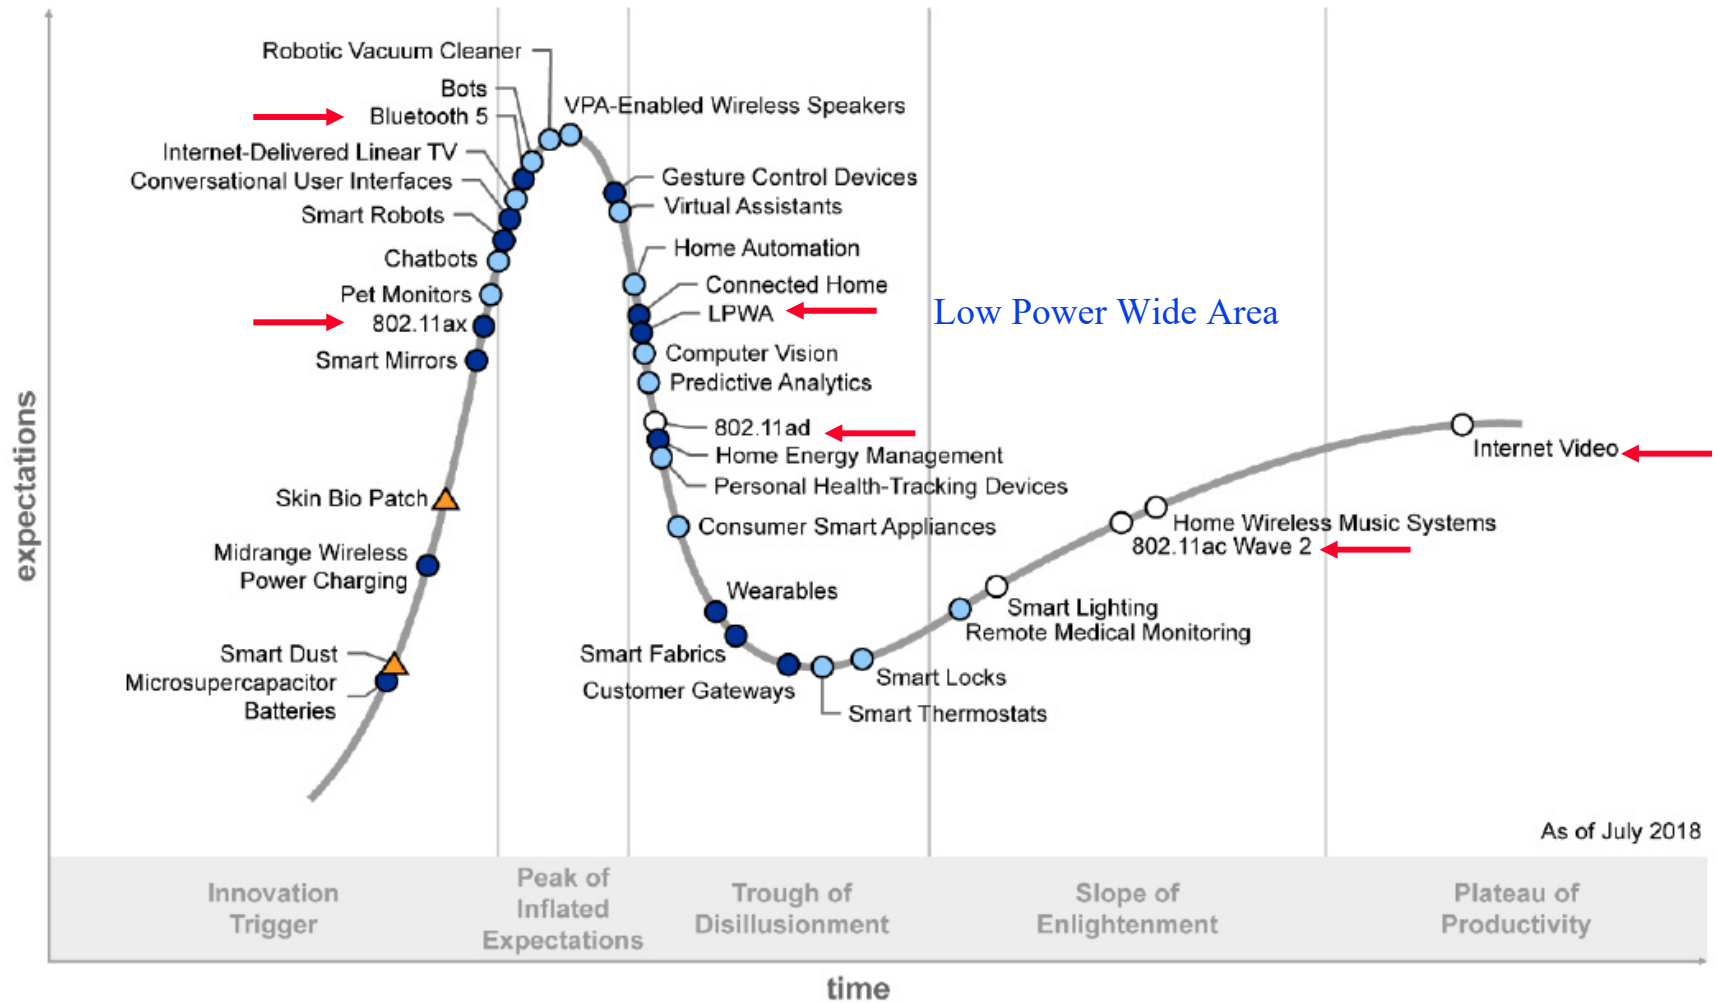 Robotic Vacuum Cleaner
Bots
VPA-Enabled Wireless Speakers
Bluetooth 5
Internet-Delivered Linear TV
Conversational User Interfaces
Gesture Control Devices
Virtual Assistants
Smart Robots
Home Automation
Chatbots
Connected Home
Pet Monitors
LPWA
Low Power Wide Area
802.11ax
Computer Vision
Smart Mirrors
Predictive Analytics
802.11ad
Home Energy Management
Internet Video
Personal Health-Tracking Devices
Skin Bio Patch
Consumer Smart Appliances
Home Wireless Music Systems
802.11ac Wave 2
Midrange Wireless
Power Charging
Wearables
Smart Lighting
Remote Medical Monitoring
Smart Dust
Smart Fabrics
Microsupercapacitor
Batteries
Customer Gateways
Smart Locks
Smart Thermostats
expectations
As of July 2018
Innovation
Trigger
Peak of
Inflated
Expectations
Trough of
Disillusionment
Slope of
Enlightenment
Plateau of
Productivity
time